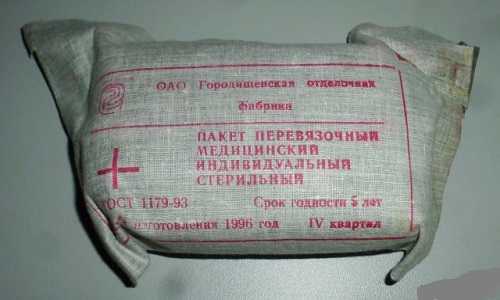 ОАО Городищенская отделочная
фабрика
ПАКЕТ ПЕРЕВЯЗОЧНЫЙ
МЕДИЦИНСКИЙ
ИНДИВИДУАЛЬНЫЙ
СТЕРИЛЬНЫЙ
ГОСТ 1179-93 Срок годности 5 лет
изготовления 1996 год IV квартал